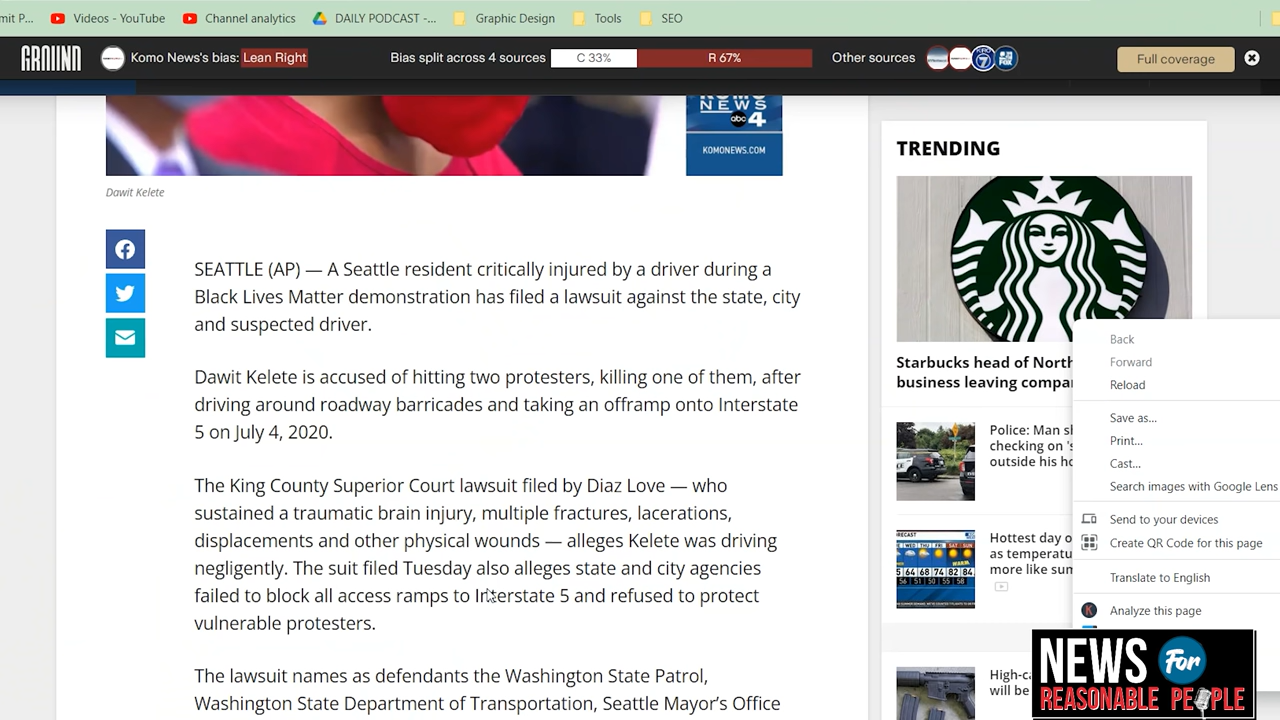 mit P...
Videos - YouTube
Channel analytics
DAILY PODCAST -...
Graphic Design
Tools
SEO
GROUND
Komo News's bias: Lean Right
Bias split across 4 sources
C 33%
R 67%
Other sources
Full coverage
NEWS
abc 4
KOMONEWS.COM
Dawit Kelete
SEATTLE (AP) — A Seattle resident critically injured by a driver during a
Black Lives Matter demonstration has filed a lawsuit against the state, city
and suspected driver.
Dawit Kelete is accused of hitting two protesters, killing one of them, after
driving around roadway barricades and taking an offramp onto Interstate
5 on July 4, 2020.
The King County Superior Court lawsuit filed by Diaz Love — who
sustained a traumatic brain injury, multiple fractures, lacerations,
displacements and other physical wounds — alleges Kelete was driving
negligently. The suit filed Tuesday also alleges state and city agencies
failed to block all access ramps to Interstate 5 and refused to protect
vulnerable protesters.
The lawsuit names as defendants the Washington State Patrol,
Washington State Department of Transportation, Seattle Mayor's Office
TRENDING
Starbucks head of North
business leaving compa
Police: Man s
checking on 's
outside his ho
Hottest day o
as temperatu
more like sum
High-ca
will be
Back
Forward
Reload
Save as...
Print...
Cast...
Search images with Google Lens
Send to your devices
Create QR Code for this page
Translate to English
Analyze this page
NEWS For
REASONABLE PEOPLE